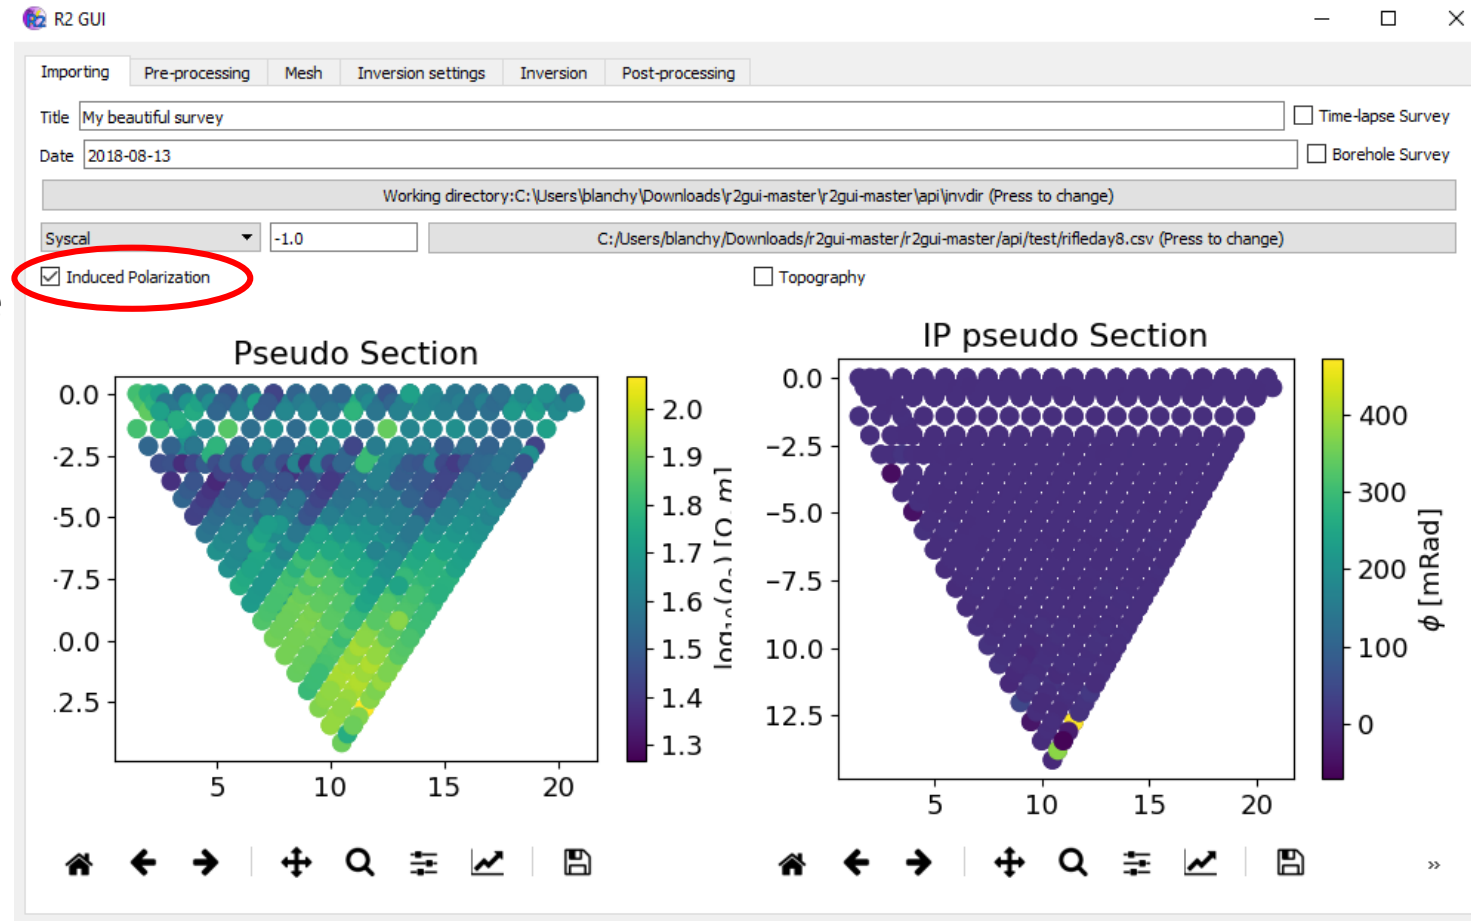 R2 R2 GUI
Importing Pre-processing Mesh Inversion settings Inversion Post-processing
Title My beautiful survey Time-lapse Survey
Date 2018-08-13 Borehole Survey
Working directory:C:\Users\blanchy\Downloads\r2gui-master\r2gui-master\api\invdir (Press to change)
Syscal -1.0 C:/Users/blanchy/Downloads/r2gui-master/r2gui-master/api/test/rifleday8.csv (Press to change)
Induced Polarization Topography
Pseudo Section
0.0
-2.5
-5.0
-7.5
.0.0
.2.5
5 10 15 20
2.0
1.9
1.8
1.7
1.6
1.5
1.4
1.3
IP pseudo Section
0.0
−2.5
−5.0
−7.5
10.0
12.5
5 10 15 20
400
300
200
100
0
ϕ [mRad]
»